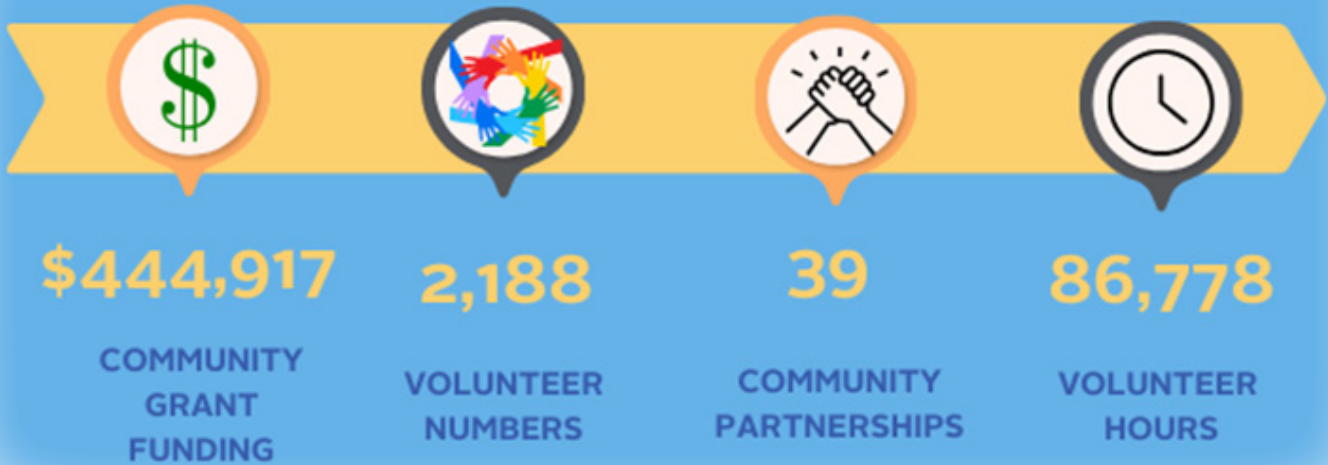 $444,917
COMMUNITY
GRANT
FUNDING
2,188
VOLUNTEER
NUMBERS
39
COMMUNITY
PARTNERSHIPS
86,778
VOLUNTEER
HOURS